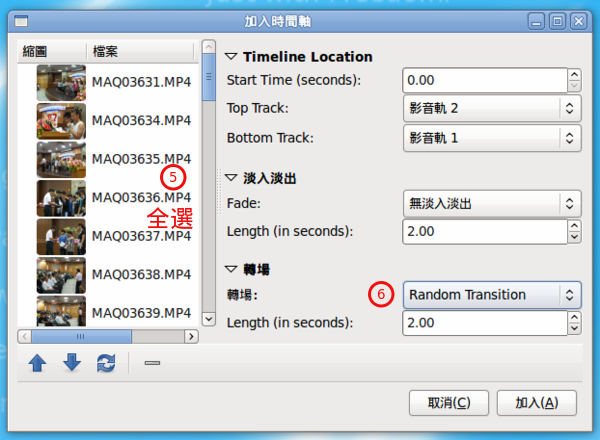 加入時間軸
縮圖 檔案
MAQ03631.MP4
MAQ03634.MP4
MAQ03635.MP4
5
MAQ03636.MP4
全選
MAQ03637.MP4
MAQ03638.MP4
MAQ03639.MP4
Timeline Location
Start Time (seconds): 0.00
Top Track: 影音軌 2
Bottom Track: 影音軌 1
淡入淡出
Fade: 無淡入淡出
Length (in seconds): 2.00
轉場
轉場: 6 Random Transition
Length (in seconds): 2.00
取消(C) 加入(A)